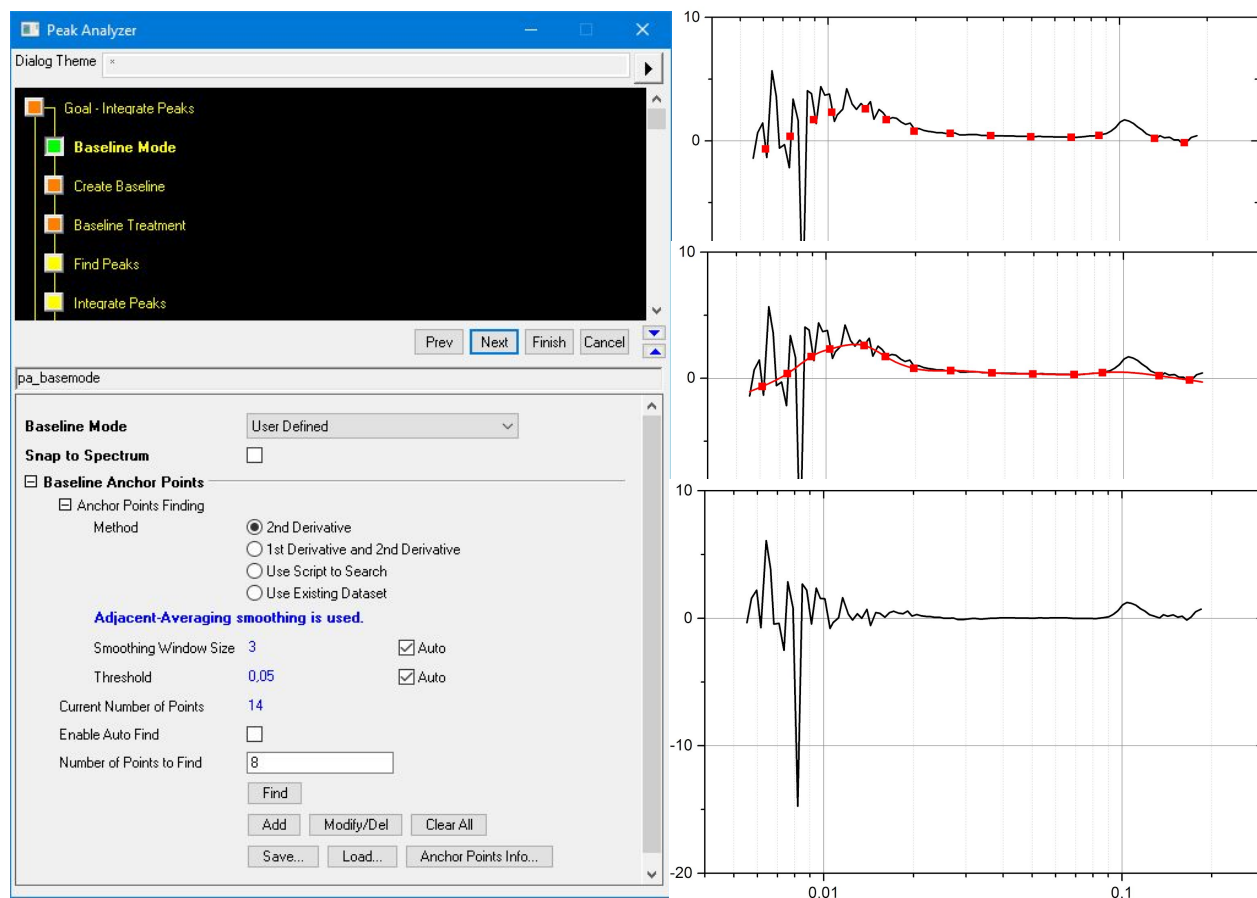 Peak Analyzer
Dialog Theme *
Goal - Integrate Peaks
Baseline Mode
Create Baseline
Baseline Treatment
Find Peaks
Integrate Peaks
Prev Next Finish Cancel
pa_basemode
Baseline Mode User Defined
Snap to Spectrum
Baseline Anchor Points
Anchor Points Finding
Method 2nd Derivative
1st Derivative and 2nd Derivative
Use Script to Search
Use Existing Dataset
Adjacent-Averaging smoothing is used.
Smoothing Window Size 3 Auto
Threshold 0,05 Auto
Current Number of Points 14
Enable Auto Find
Number of Points to Find 8
Find
Add Modify/Del Clear All
Save... Load... Anchor Points Info...
10
0
10
0
10
0
-10
-20
0.01 0.1